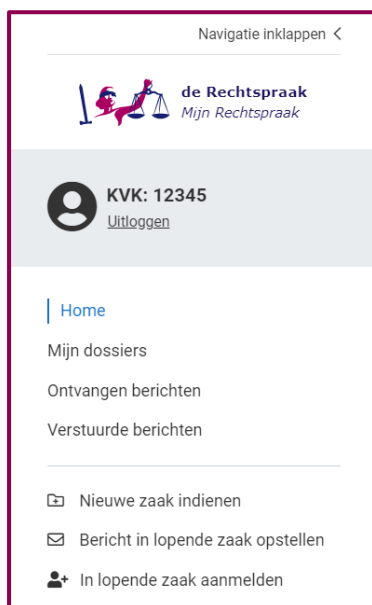 Navigatie inklappen
de Rechtspraak
Mijn Rechtspraak
KVK: 12345
Uitloggen
Home
Mijn dossiers
Ontvangen berichten
Verstuurde berichten
Nieuwe zaak indienen
Bericht in lopende zaak opstellen
In lopende zaak aanmelden